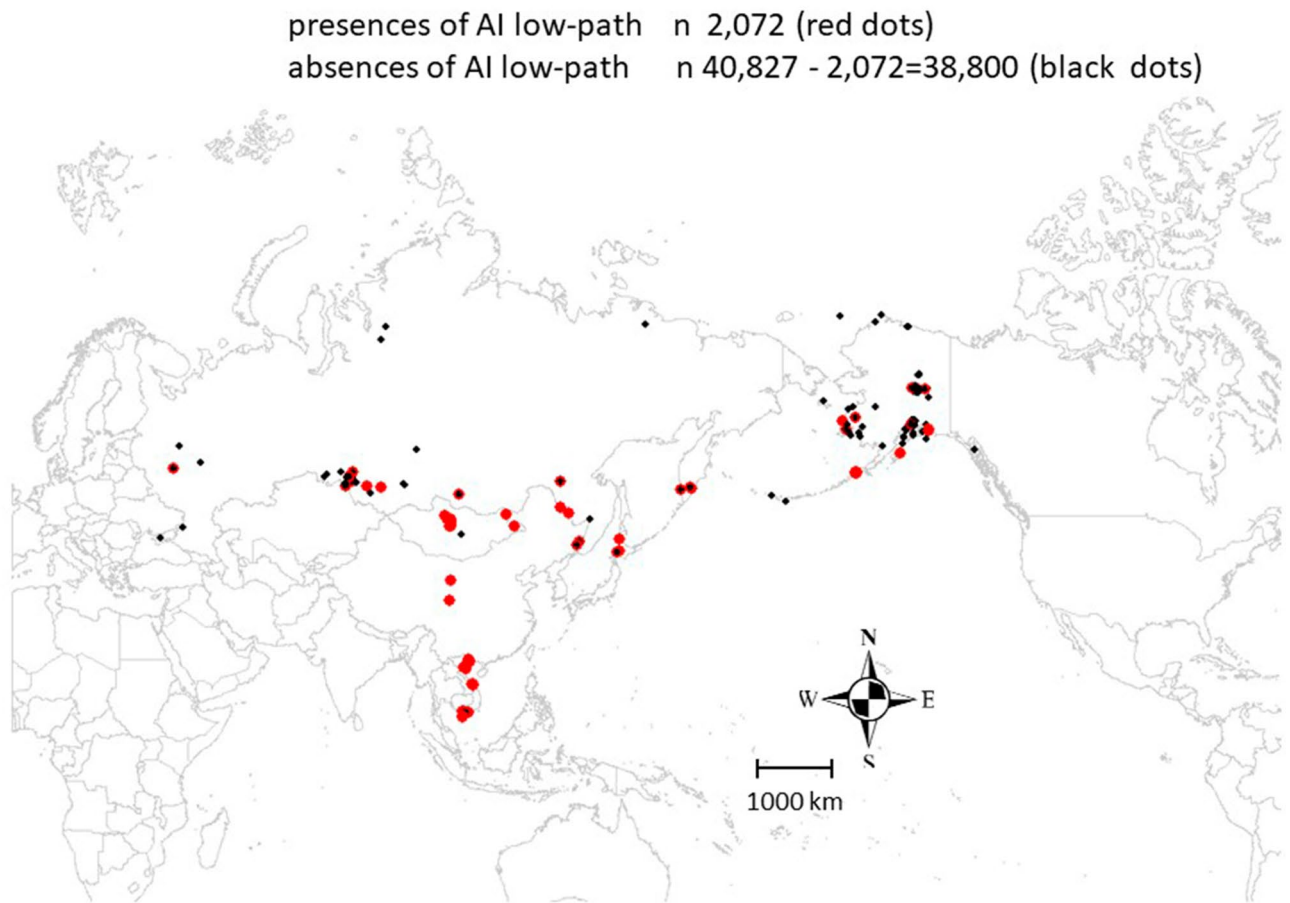 presences of AI low-path n 2,072 (red dots)
absences of AI low-path n 40,827 - 2,072=38,800 (black dots)
N
W E
S
1000 km